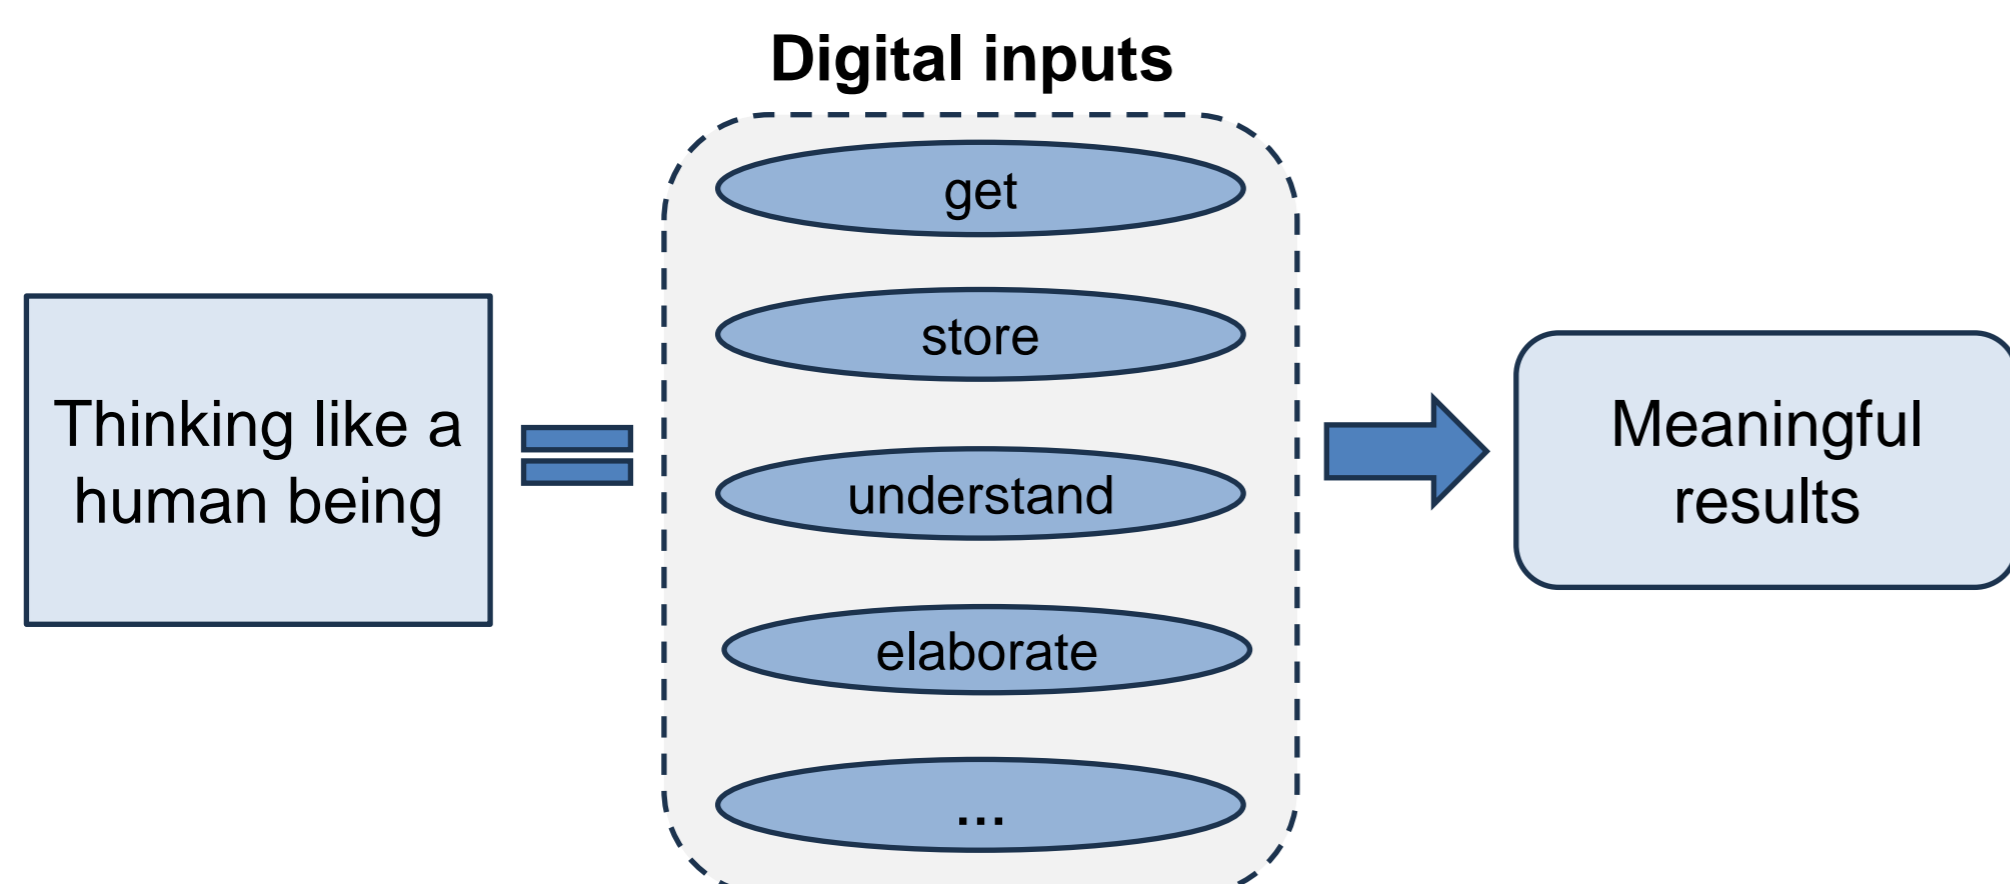 Digital inputs
get
store
understand
elaborate
...
Thinking like a
human being
Meaningful
results